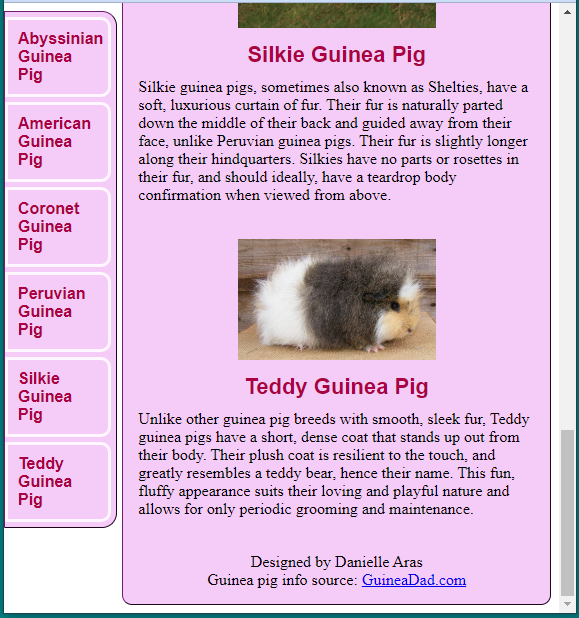 Abyssinian
Guinea
Pig
American
Guinea
Pig
Coronet
Guinea
Pig
Peruvian
Guinea
Pig
Silkie
Guinea
Pig
Teddy
Guinea
Pig
Silkie Guinea Pig
Silkie guinea pigs, sometimes also known as Shelties, have a
soft, luxurious curtain of fur. Their fur is naturally parted
down the middle of their back and guided away from their
face, unlike Peruvian guinea pigs. Their fur is slightly longer
along their hindquarters. Silkies have no parts or rosettes in
their fur, and should ideally, have a teardrop body
confirmation when viewed from above.
Teddy Guinea Pig
Unlike other guinea pig breeds with smooth, sleek fur, Teddy
guinea pigs have a short, dense coat that stands up out from
their body. Their plush coat is resilient to the touch, and
greatly resembles a teddy bear, hence their name. This fun,
fluffy appearance suits their loving and playful nature and
allows for only periodic grooming and maintenance.
Designed by Danielle Aras
Guinea pig info source: GuineaDad.com